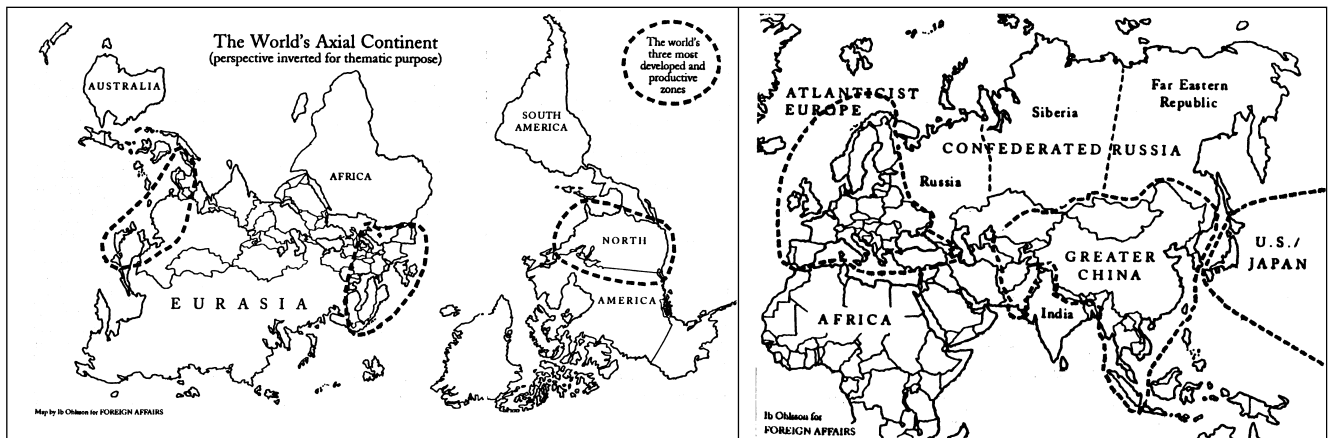 The World's Axial Continent
(perspective inverted for thematic purpose)
The world's
three most
developed and
productive
zones
AUSTRALIA
SOUTH
AMERICA
AFRICA
NORTH
AMERICA
EURASIA
Map by Ib Ohlsson for FOREIGN AFFAIRS
ATLANTICIST
EUROPE
Far Eastern
Republic
Siberia
CONFEDERATED RUSSIA
Russia
GREATER
CHINA
U.S./
JAPAN
India
AFRICA
Ib Ohlsson for
FOREIGN AFFAIRS